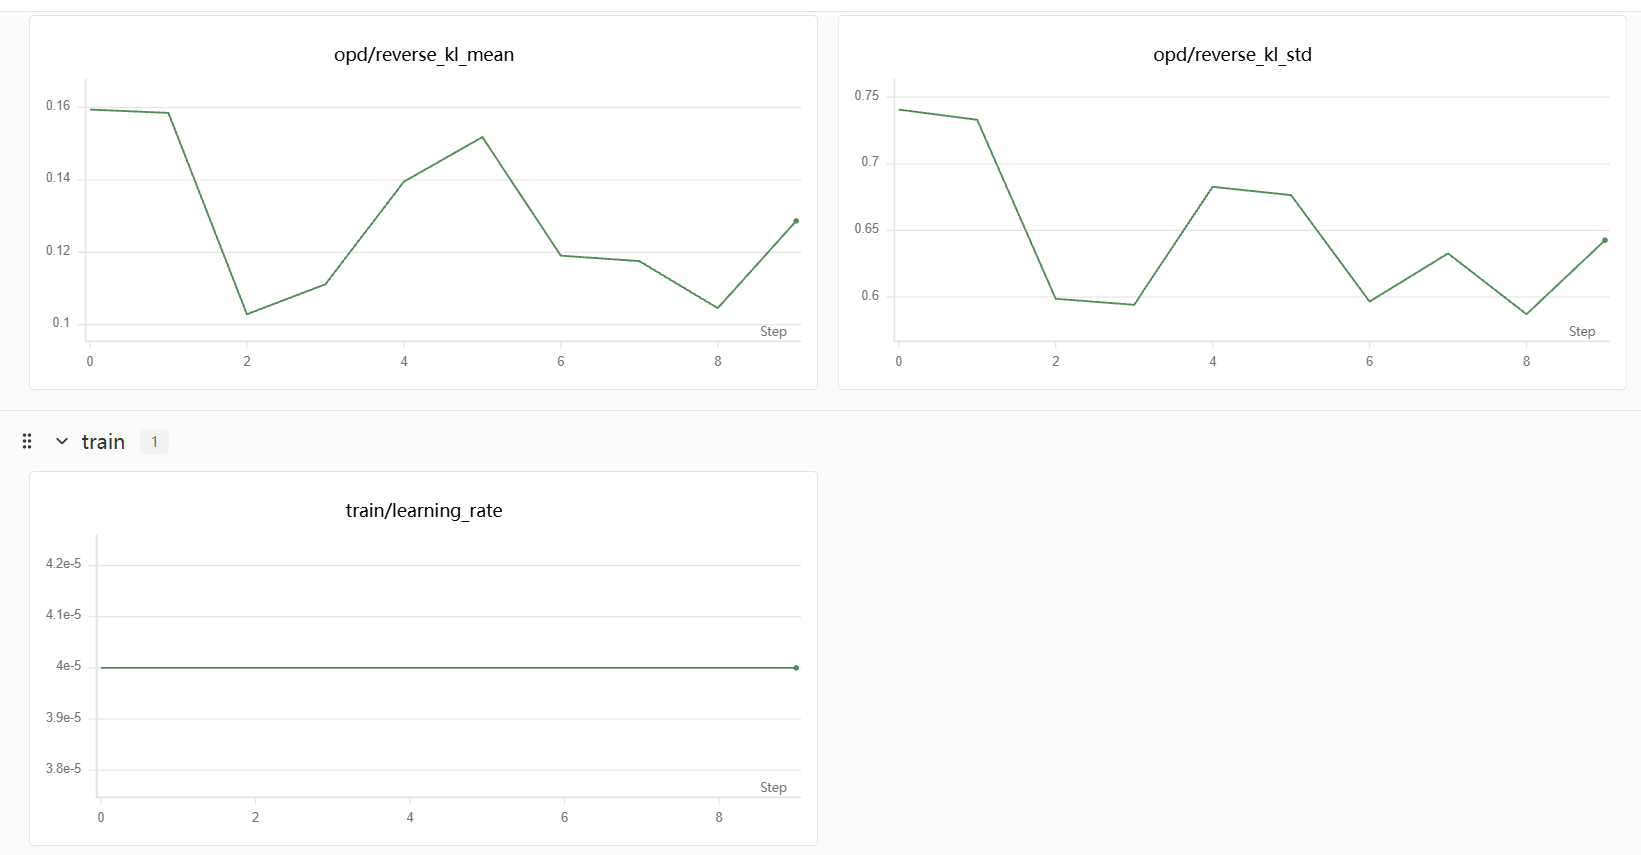 opd/reverse_kl_mean
0.16
0.14
0.12
0.1
Step
0 2 4 6 8
opd/reverse_kl_std
0.75
0.7
0.65
0.6
Step
0 2 4 6 8
train 1
train/learning_rate
4.2e-5
4.1e-5
4e-5
3.9e-5
3.8e-5
Step
0 2 4 6 8